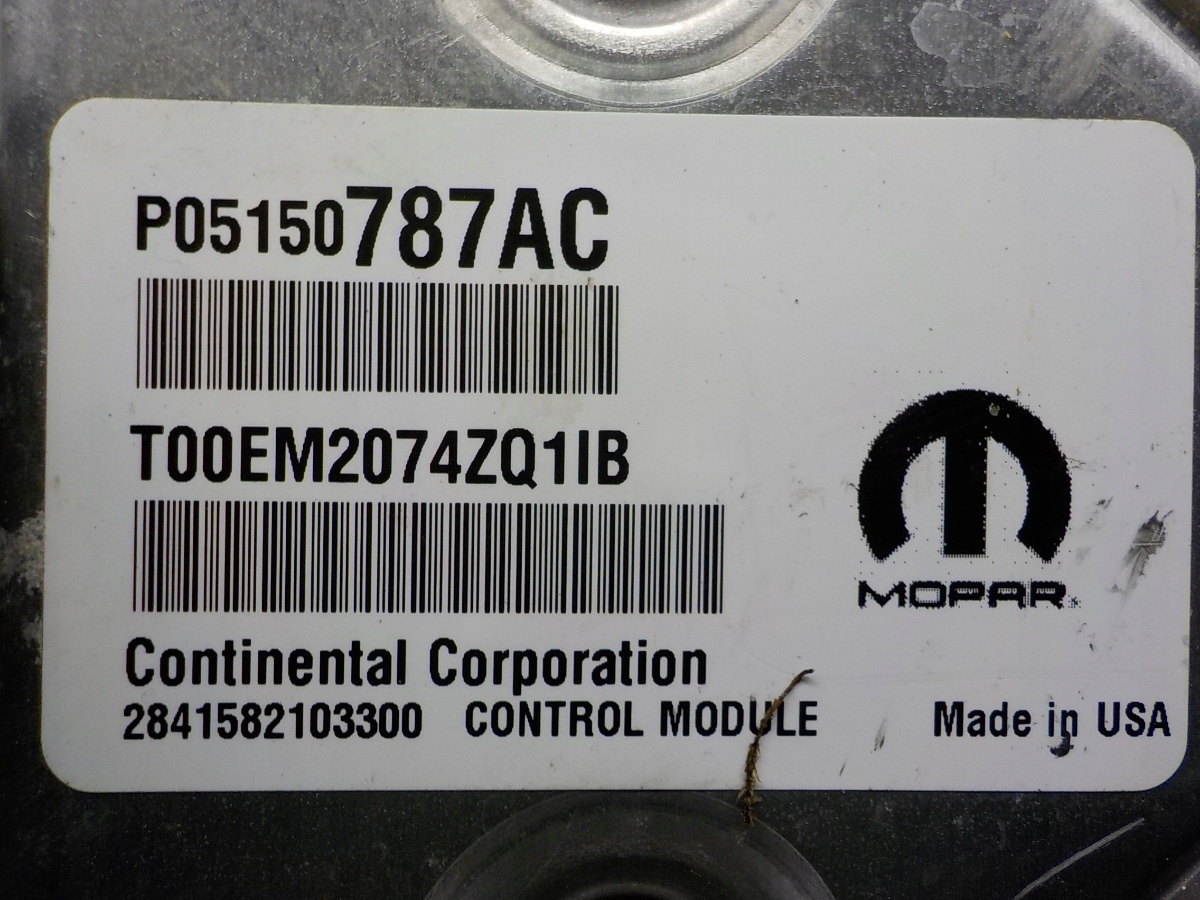 P05150787AC
T00EM2074ZQ1IB
MOPAR
Continental Corporation
2841582103300 CONTROL MODULE Made in USA